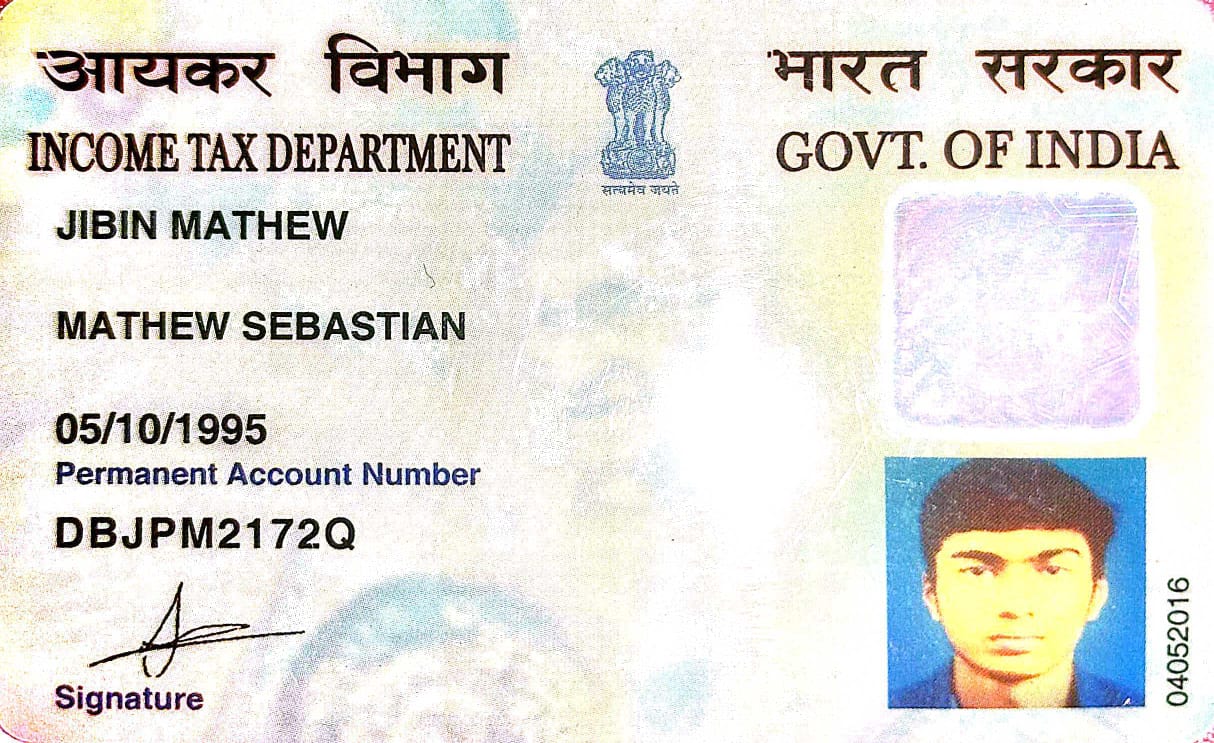 आयकर विभाग
INCOME TAX DEPARTMENT
सत्यमेव जयते
भारत सरकार
GOVT. OF INDIA
JIBIN MATHEW
MATHEW SEBASTIAN
05/10/1995
Permanent Account Number
DBJPM2172Q
Signature
04052016